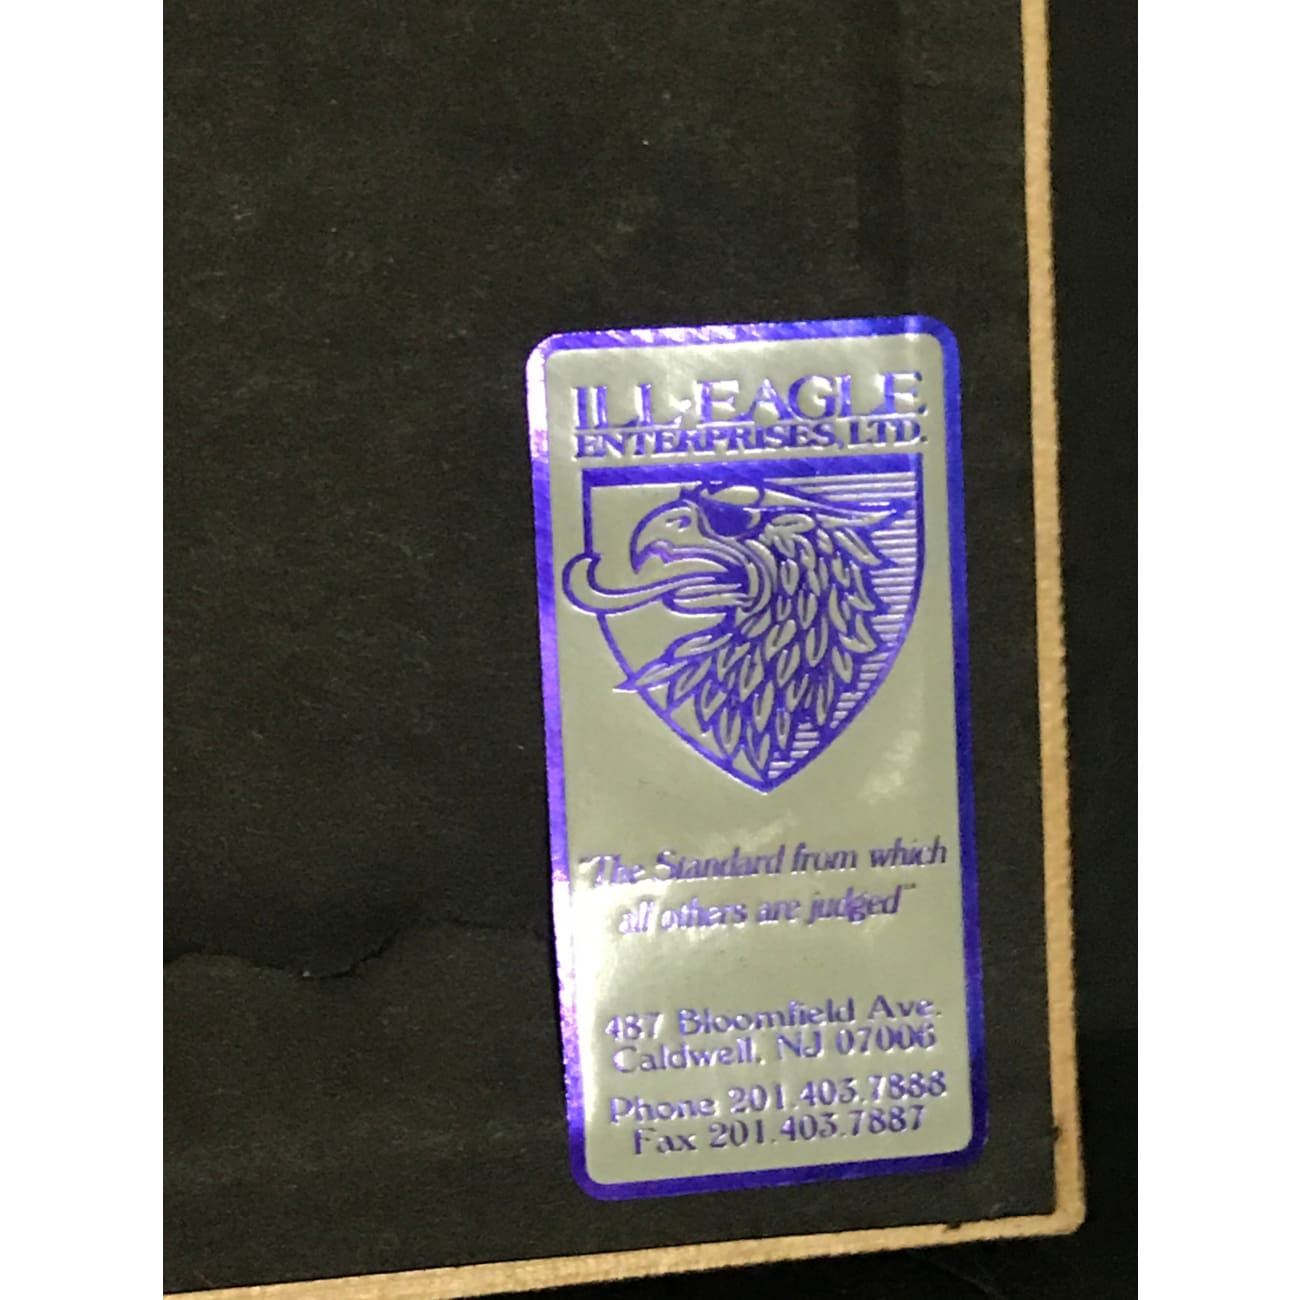 ILL-EAGLE
ENTERPRISES, LTD.
"The Standard from which
all others are judged"
487 Bloomfield Ave.
Caldwell, NJ 07006
Phone 201.403.7888
Fax 201.403.7887